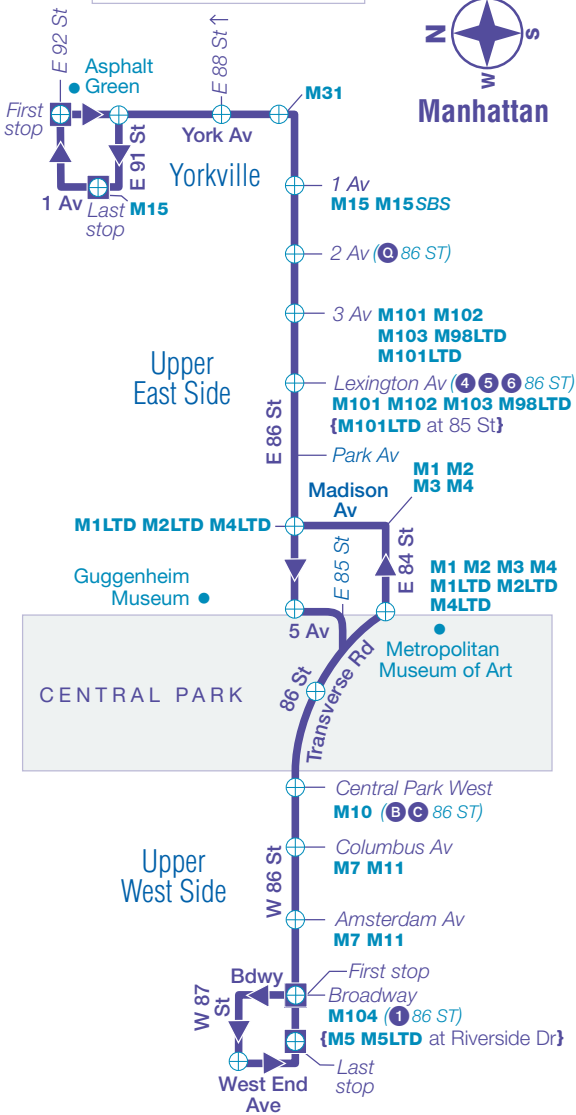 E 92 St
Asphalt
Green
First
stop
E 88 St ↑
M31
York Av
E 91 St
Yorkville
1 Av
Last
stop
M15
N
S
W
Manhattan
1 Av
M15 M15SBS
2 Av (Q 86 ST)
3 Av M101 M102
M103 M98LTD
M101LTD
Upper
East Side
Lexington Av (4 5 6 86 ST)
M101 M102 M103 M98LTD
{M101LTD at 85 St}
E 86 St
Park Av
Madison
Av
M1 M2
M3 M4
M1LTD M2LTD M4LTD
E 85 St
E 84 St
M1 M2 M3 M4
M1LTD M2LTD
M4LTD
Guggenheim
Museum
5 Av
Metropolitan
Museum of Art
CENTRAL PARK
86 St
Transverse Rd
Central Park West
M10 (B C 86 ST)
Columbus Av
M7 M11
W 86 St
Upper
West Side
Amsterdam Av
M7 M11
First stop
Bdwy
Broadway
M104 (1 86 ST)
{M5 M5LTD at Riverside Dr}
W 87
St
Last
stop
West End
Ave